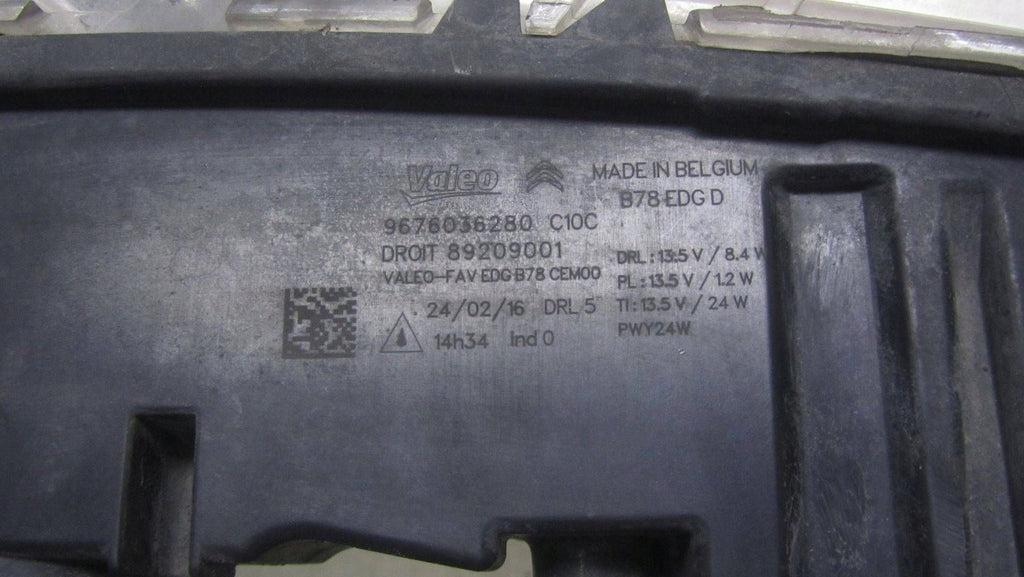 Valeo MADE IN BELGIUM
B78 EDG D
9676036280 C10C
DROIT 89209001
VALEO-FAV EDG B78 CEM00
DRL : 13.5 V / 8.4 W
PL : 13.5 V / 1.2 W
24/02/16 DRL 5 TI : 13.5 V / 24 W
14h34 Ind 0 PWY24W